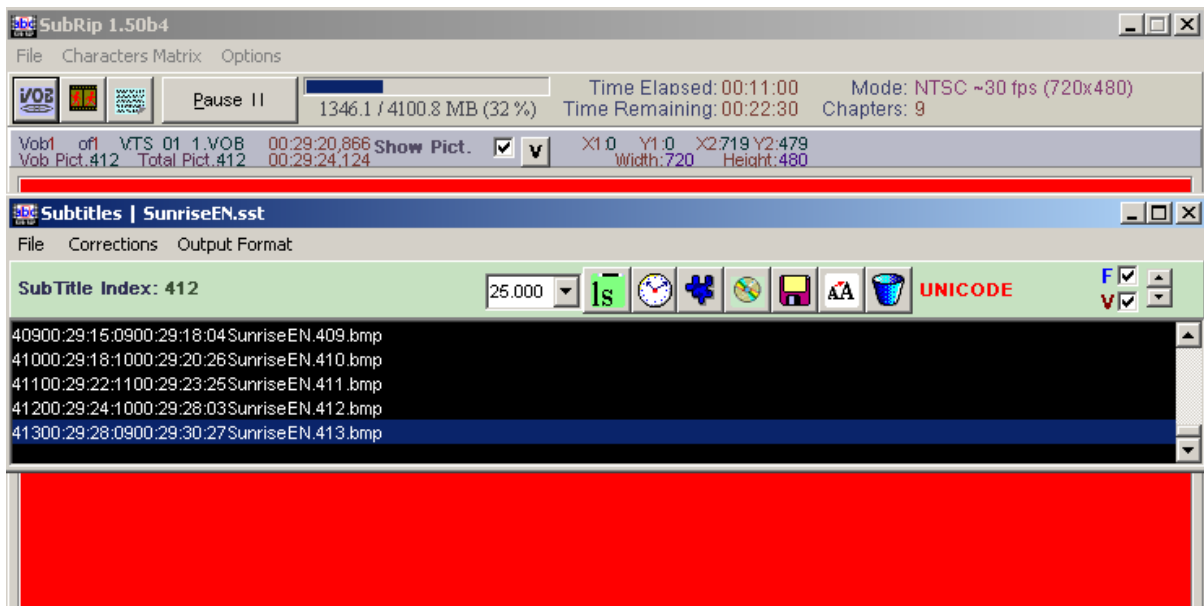 SubRip 1.50b4
File Characters Matrix Options
VOB Pause II 1346.1 / 4100.8 MB (32 %) Time Elapsed: 00:11:00 Mode: NTSC ~30 fps (720x480)
Time Remaining: 00:22:30 Chapters: 9
Vob1 of1 VTS_01_1.VOB 00:29:20,866 Show Pict. V X1:0 Y1:0 X2:719 Y2:479
Vob Pict.412 Total Pict.412 00:29:24,124 Width:720 Height:480
Subtitles | SunriseEN.sst
File Corrections Output Format
SubTitle Index: 412 25.000 1s AA UNICODE F
V
40900:29:15:0900:29:18:04SunriseEN.409.bmp
41000:29:18:1000:29:20:26SunriseEN.410.bmp
41100:29:22:1100:29:23:25SunriseEN.411.bmp
41200:29:24:1000:29:28:03SunriseEN.412.bmp
41300:29:28:0900:29:30:27SunriseEN.413.bmp